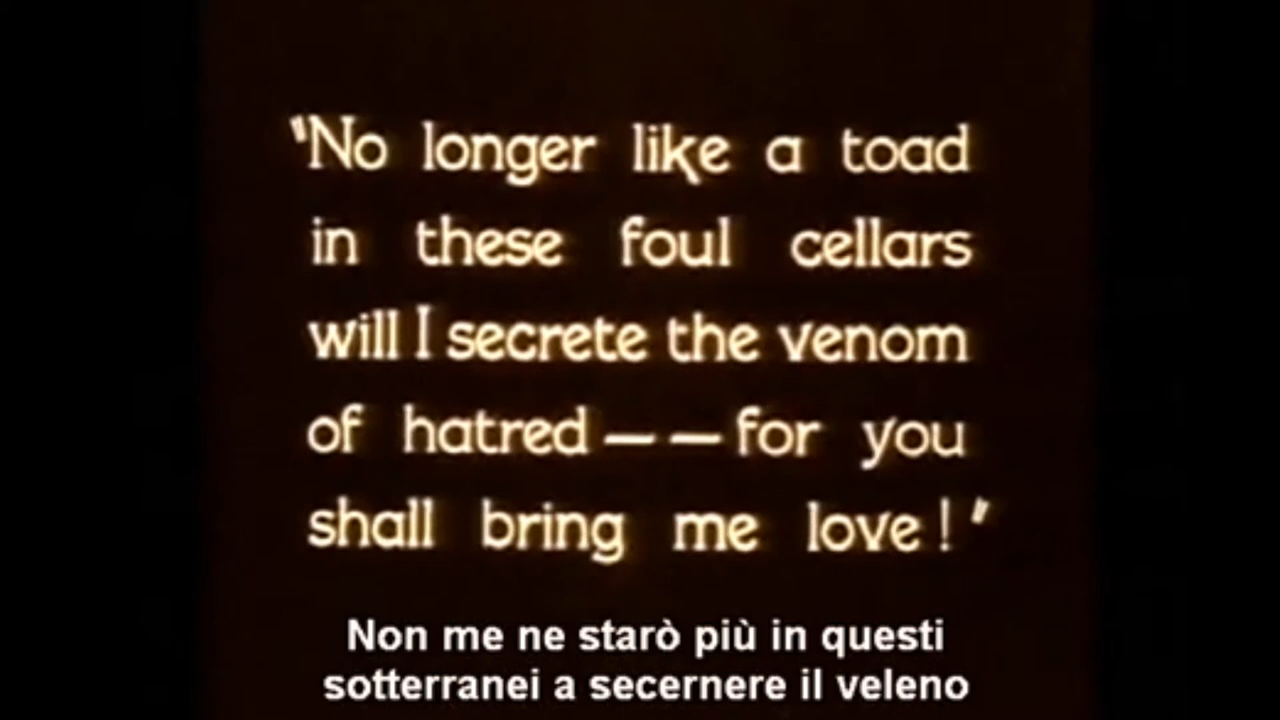 'No longer like a toad
in these foul cellars
will I secrete the venom
of hatred — — for you
shall bring me love! '
Non me ne starò più in questi
sotterranei a secernere il veleno